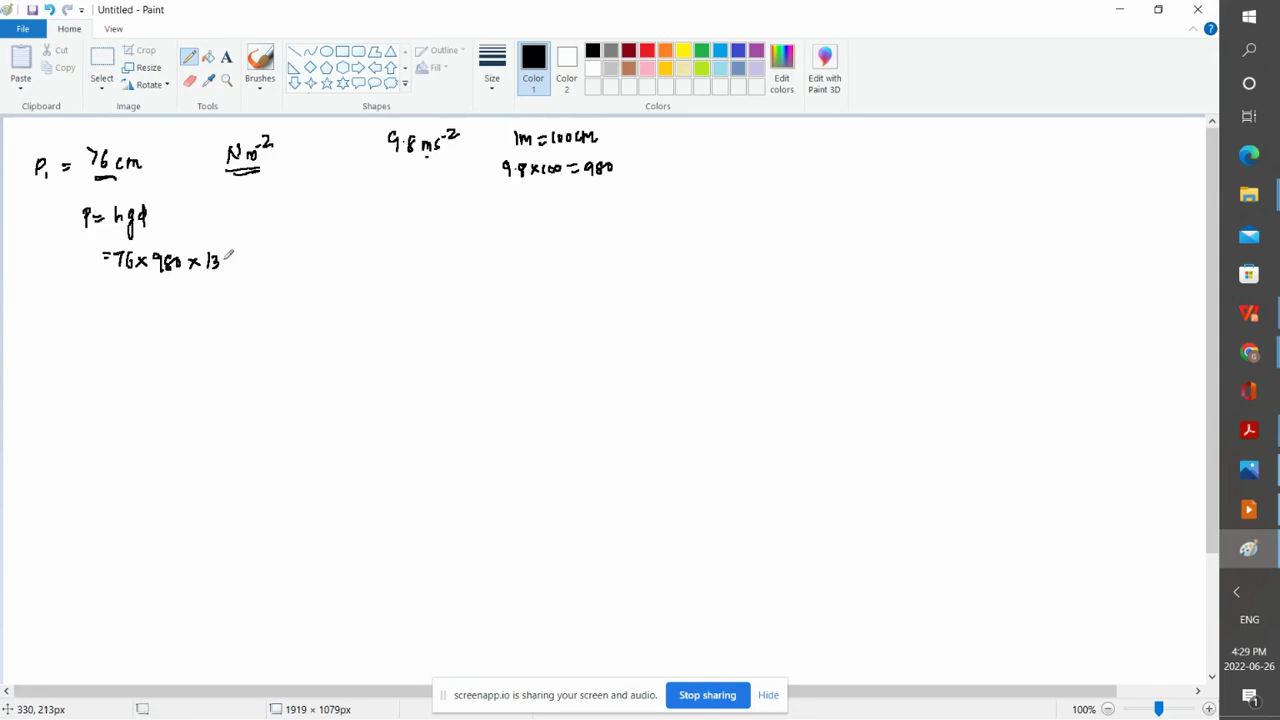 Untitled - Paint
File
Home
View
Paste
Cut
Copy
Clipboard
Select
Crop
Resize
Rotate
Image
Tools
Brushes
Outline
Fill
Shapes
Size
Color 1
Color 2
Colors
Edit colors
Edit with Paint 3D
P₁ = 76 cm
N m⁻²
9.8 ms⁻²
1m = 100cm
9.8×100 = 980
P = hgd
= 76 × 980 × 13
screenapp.io is sharing your screen and audio.
Stop sharing
Hide
ENG
4:29 PM
2022-06-26
1
330, 213px
1919 × 1079px
100%